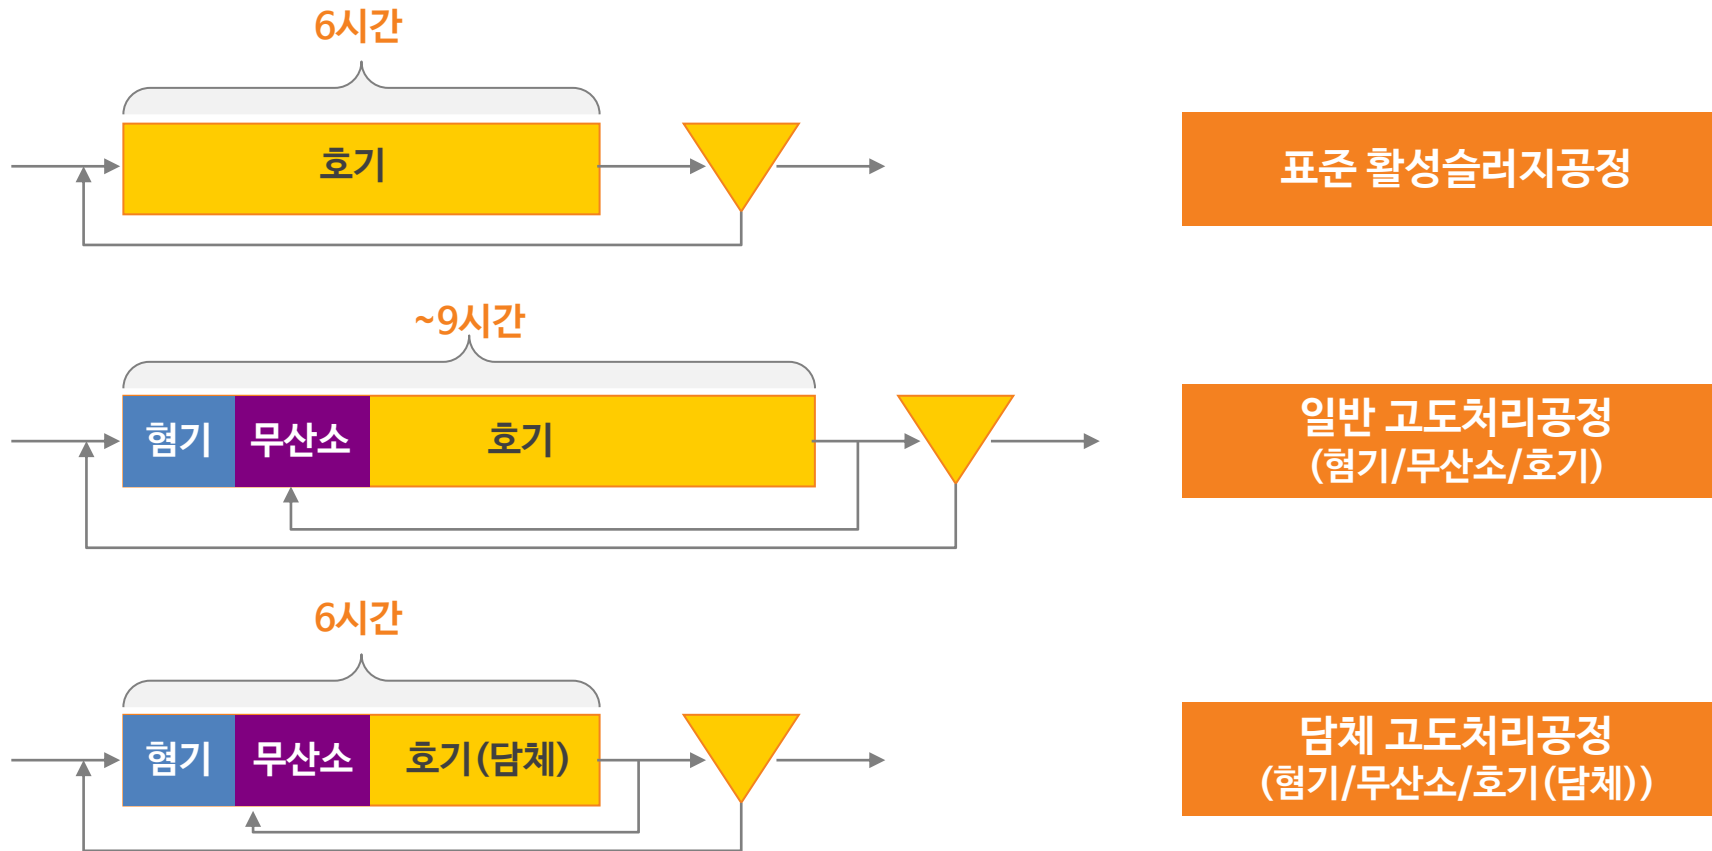 6시간
호기
표준 활성슬러지공정
~9시간
혐기 무산소 호기
일반 고도처리공정
(혐기/무산소/호기)
6시간
혐기 무산소 호기(담체)
담체 고도처리공정
(혐기/무산소/호기(담체))